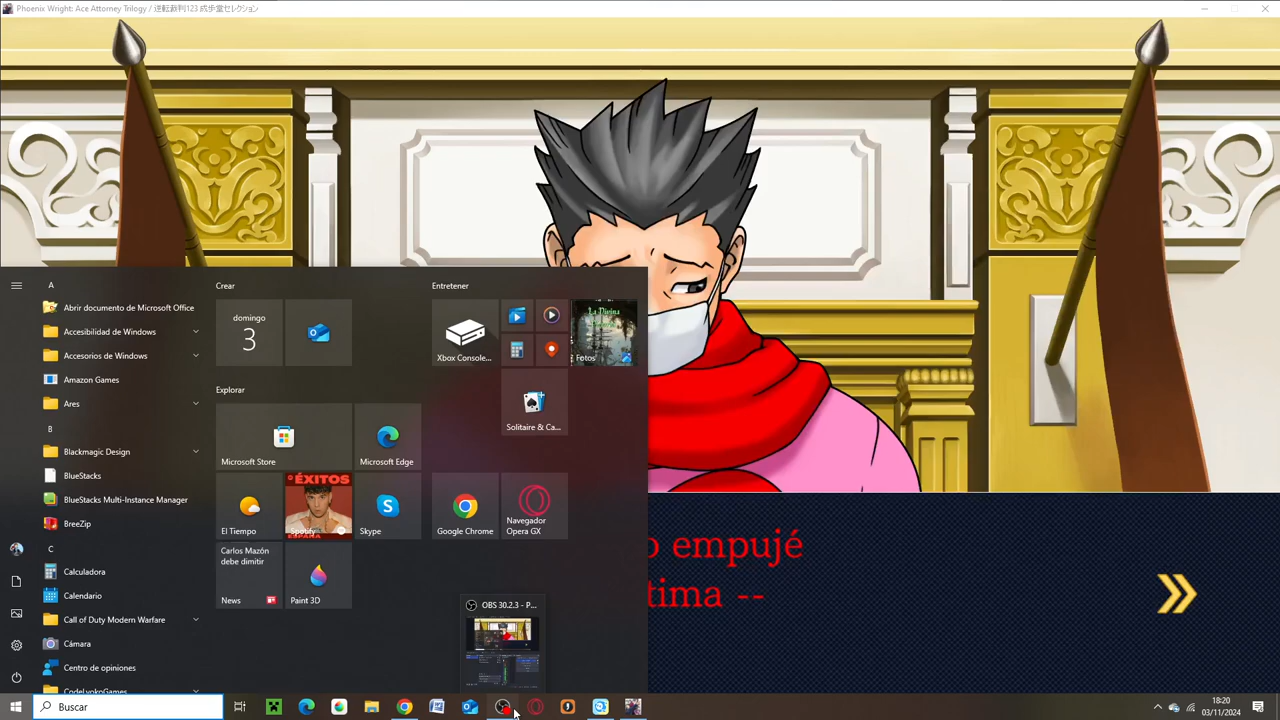 Phoenix Wright: Ace Attorney Trilogy / 逆転裁判123 成歩堂セレクション
A
Abrir documento de Microsoft Office
Accesibilidad de Windows
Accesorios de Windows
Amazon Games
Ares
B
Blackmagic Design
BlueStacks
BlueStacks Multi-Instance Manager
BreeZip
C
Calculadora
Calendario
Call of Duty Modern Warfare
Cámara
Centro de opiniones
CodeLyokoGames
Crear
domingo
3
Explorar
Microsoft Store
Microsoft Edge
El Tiempo
ÉXITOS
ESPAÑA
Spotify
Skype
Carlos Mazón
debe dimitir
News
Paint 3D
Entretener
Xbox Console...
La Divina
Fotos
Solitaire & Ca...
Google Chrome
Navegador
Opera GX
OBS 30.2.3 - P...
o empujé
tima --
Buscar
18:20
03/11/2024